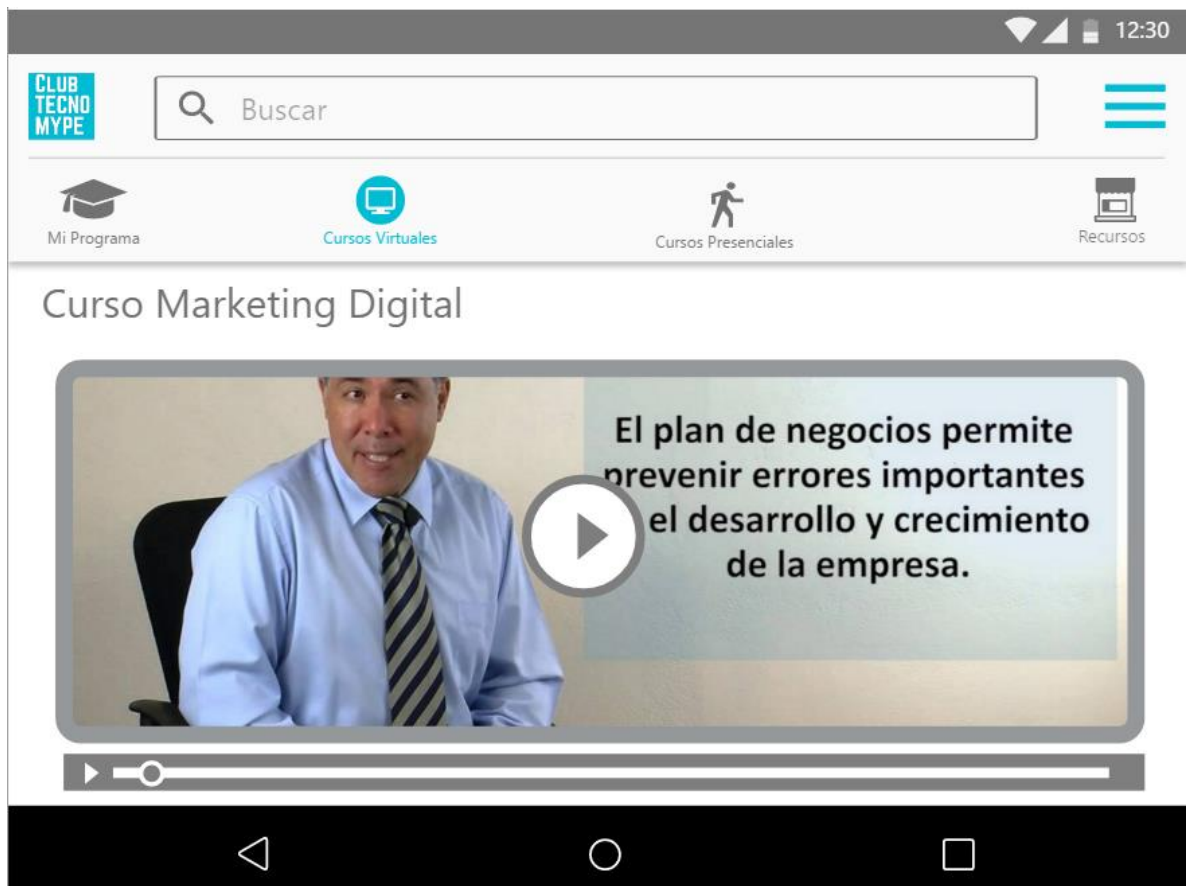 12:30
CLUB
TECNO
MYPE
Buscar
Mi Programa
Cursos Virtuales
Cursos Presenciales
Recursos
Curso Marketing Digital
El plan de negocios permite
prevenir errores importantes
el desarrollo y crecimiento
de la empresa.